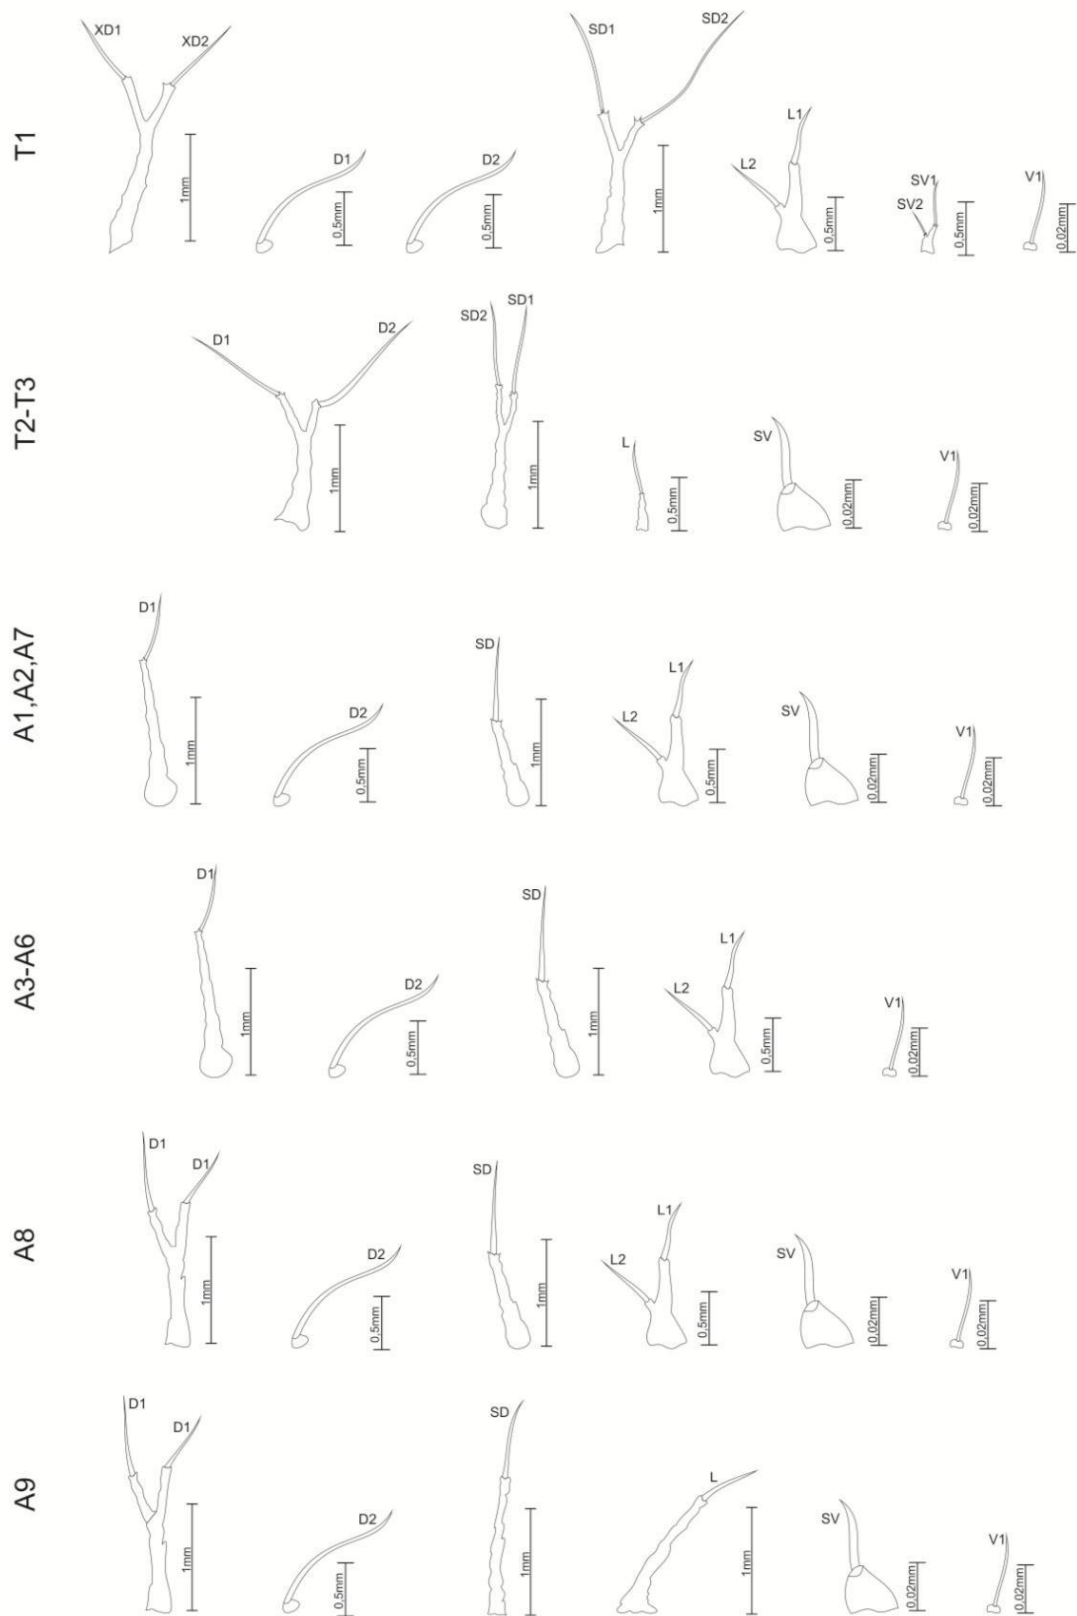 T1
XD1
XD2
1mm
D1
0.5mm
D2
0.5mm
SD1
SD2
1mm
L1
L2
0.5mm
SV1
SV2
0.5mm
V1
0.02mm
T2-T3
D1
D2
1mm
SD2
SD1
1mm
L
0.5mm
SV
0.02mm
V1
0.02mm
A1,A2,A7
D1
1mm
D2
0.5mm
SD
1mm
L1
L2
0.5mm
SV
0.02mm
V1
0.02mm
A3-A6
D1
1mm
D2
0.5mm
SD
1mm
L1
L2
0.5mm
V1
0.02mm
A8
D1
D1
1mm
D2
0.5mm
SD
1mm
L1
L2
0.5mm
SV
0.02mm
V1
0.02mm
A9
D1
D1
1mm
D2
0.5mm
SD
1mm
L
1mm
SV
0.02mm
V1
0.02mm